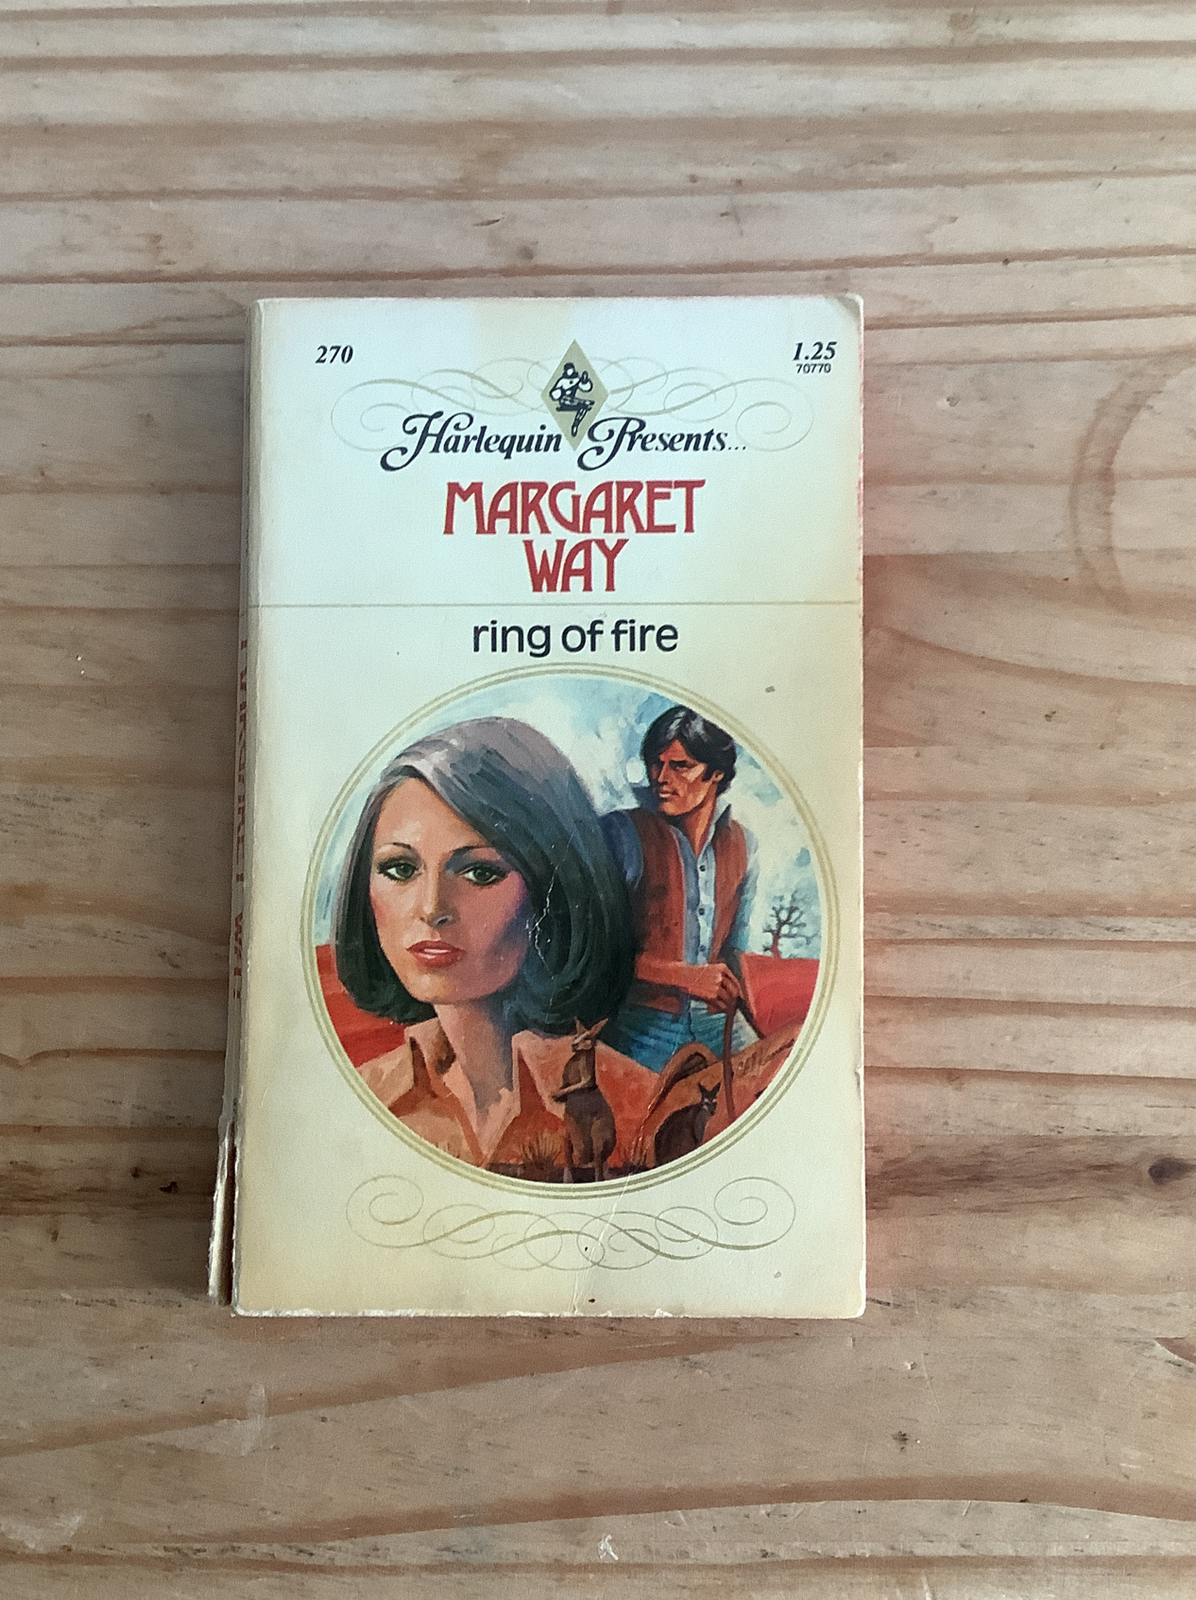 270
1.25
70770
Harlequin Presents...
MARGARET
WAY
ring of fire